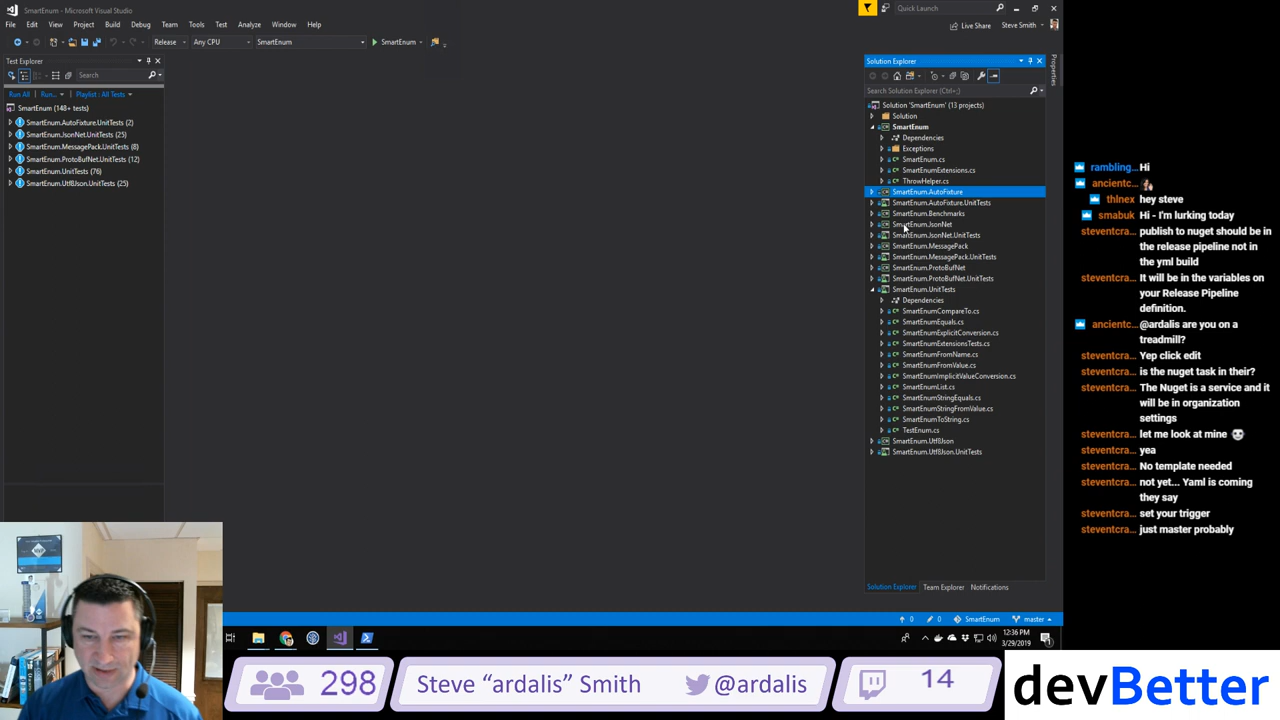 SmartEnum - Microsoft Visual Studio
Quick Launch
File Edit View Project Build Debug Team Tools Test Analyze Window Help
Live Share Steve Smith
Release Any CPU SmartEnum SmartEnum
Test Explorer
Search
Run All Run... Playlist : All Tests
SmartEnum (148+ tests)
SmartEnum.AutoFixture.UnitTests (2)
SmartEnum.JsonNet.UnitTests (25)
SmartEnum.MessagePack.UnitTests (8)
SmartEnum.ProtoBufNet.UnitTests (12)
SmartEnum.UnitTests (76)
SmartEnum.Utf8Json.UnitTests (25)
Solution Explorer
Properties
Search Solution Explorer (Ctrl+;)
Solution 'SmartEnum' (13 projects)
Solution
SmartEnum
Dependencies
Exceptions
SmartEnum.cs
SmartEnumExtensions.cs
ThrowHelper.cs
SmartEnum.AutoFixture
SmartEnum.AutoFixture.UnitTests
SmartEnum.Benchmarks
SmartEnum.JsonNet
SmartEnum.JsonNet.UnitTests
SmartEnum.MessagePack
SmartEnum.MessagePack.UnitTests
SmartEnum.ProtoBufNet
SmartEnum.ProtoBufNet.UnitTests
SmartEnum.UnitTests
Dependencies
SmartEnumCompareTo.cs
SmartEnumEquals.cs
SmartEnumExplicitConversion.cs
SmartEnumExtensionsTests.cs
SmartEnumFromName.cs
SmartEnumFromValue.cs
SmartEnumImplicitValueConversion.cs
SmartEnumList.cs
SmartEnumStringEquals.cs
SmartEnumStringFromValue.cs
SmartEnumToString.cs
TestEnum.cs
SmartEnum.Utf8Json
SmartEnum.Utf8Json.UnitTests
Solution Explorer Team Explorer Notifications
0 0 SmartEnum master
12:36 PM
3/29/2019
1
rambling... Hi
ancientc...
thlnex hey steve
smabuk Hi - I'm lurking today
steventcra... publish to nuget should be in
the release pipeline not in
the yml build
steventcra... It will be in the variables on
your Release Pipeline
definition.
ancientc... @ardalis are you on a
treadmill?
steventcra... Yep click edit
steventcra... is the nuget task in their?
steventcra... The Nuget is a service and it
will be in organization
settings
steventcra... let me look at mine
steventcra... yea
steventcra... No template needed
steventcra... not yet... Yaml is coming
they say
steventcra... set your trigger
steventcra... just master probably
298
Steve “ardalis” Smith @ardalis
14
devBetter